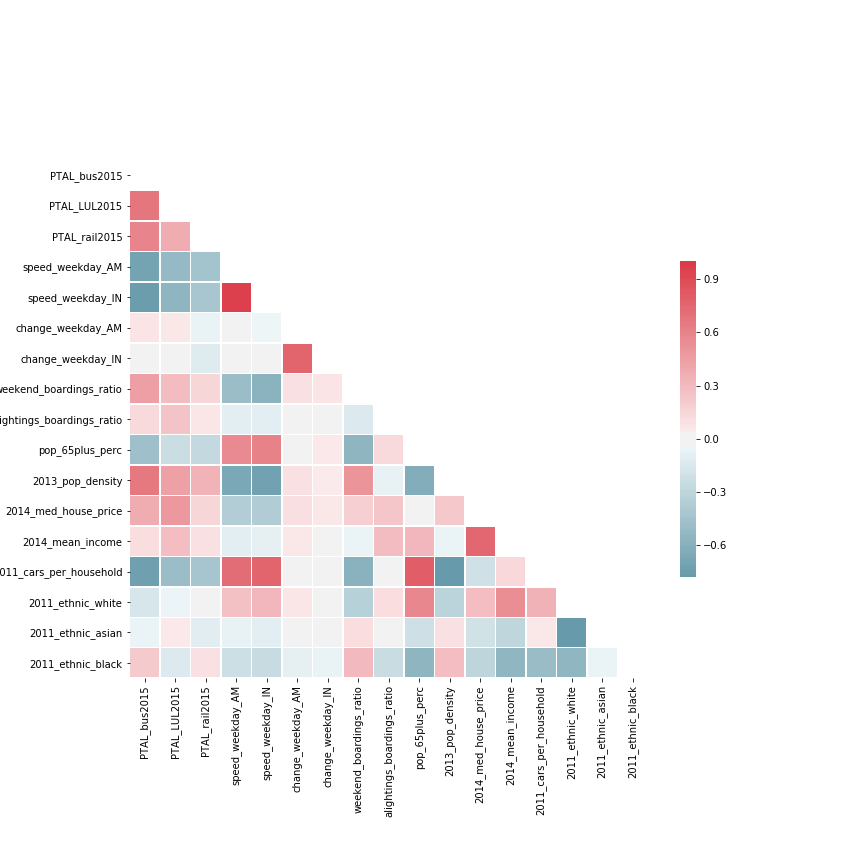 PTAL_bus2015
PTAL_LUL2015
PTAL_rail2015
speed_weekday_AM
speed_weekday_IN
change_weekday_AM
change_weekday_IN
weekend_boardings_ratio
ightings_boardings_ratio
pop_65plus_perc
2013_pop_density
2014_med_house_price
2014_mean_income
2011_cars_per_household
2011_ethnic_white
2011_ethnic_asian
2011_ethnic_black
0.9
0.6
0.3
0.0
−0.3
−0.6
PTAL_bus2015
PTAL_LUL2015
PTAL_rail2015
speed_weekday_AM
speed_weekday_IN
change_weekday_AM
change_weekday_IN
weekend_boardings_ratio
alightings_boardings_ratio
pop_65plus_perc
2013_pop_density
2014_med_house_price
2014_mean_income
2011_cars_per_household
2011_ethnic_white
2011_ethnic_asian
2011_ethnic_black